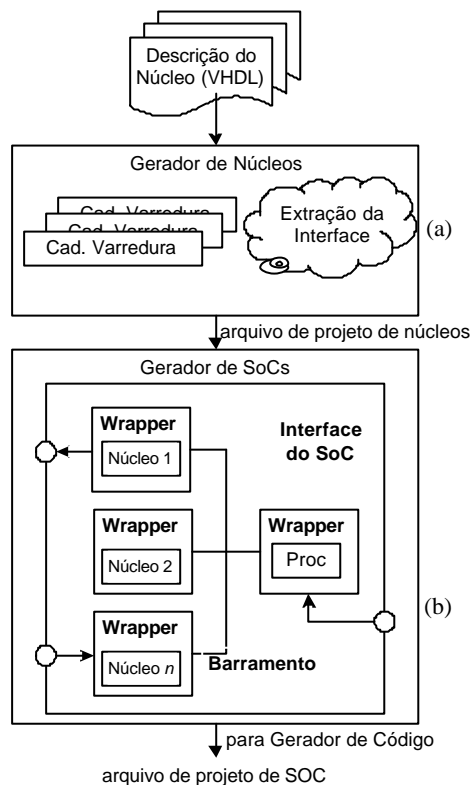 Descrição do
Núcleo (VHDL)
Gerador de Núcleos
Cad. Varredura
Cad. Varredura
Cad. Varredura
Extração da
Interface
(a)
arquivo de projeto de núcleos
Gerador de SoCs
Wrapper
Núcleo 1
Interface
do SoC
Wrapper
Núcleo 2
Wrapper
Proc
(b)
Wrapper
Núcleo n
Barramento
para Gerador de Código
arquivo de projeto de SOC